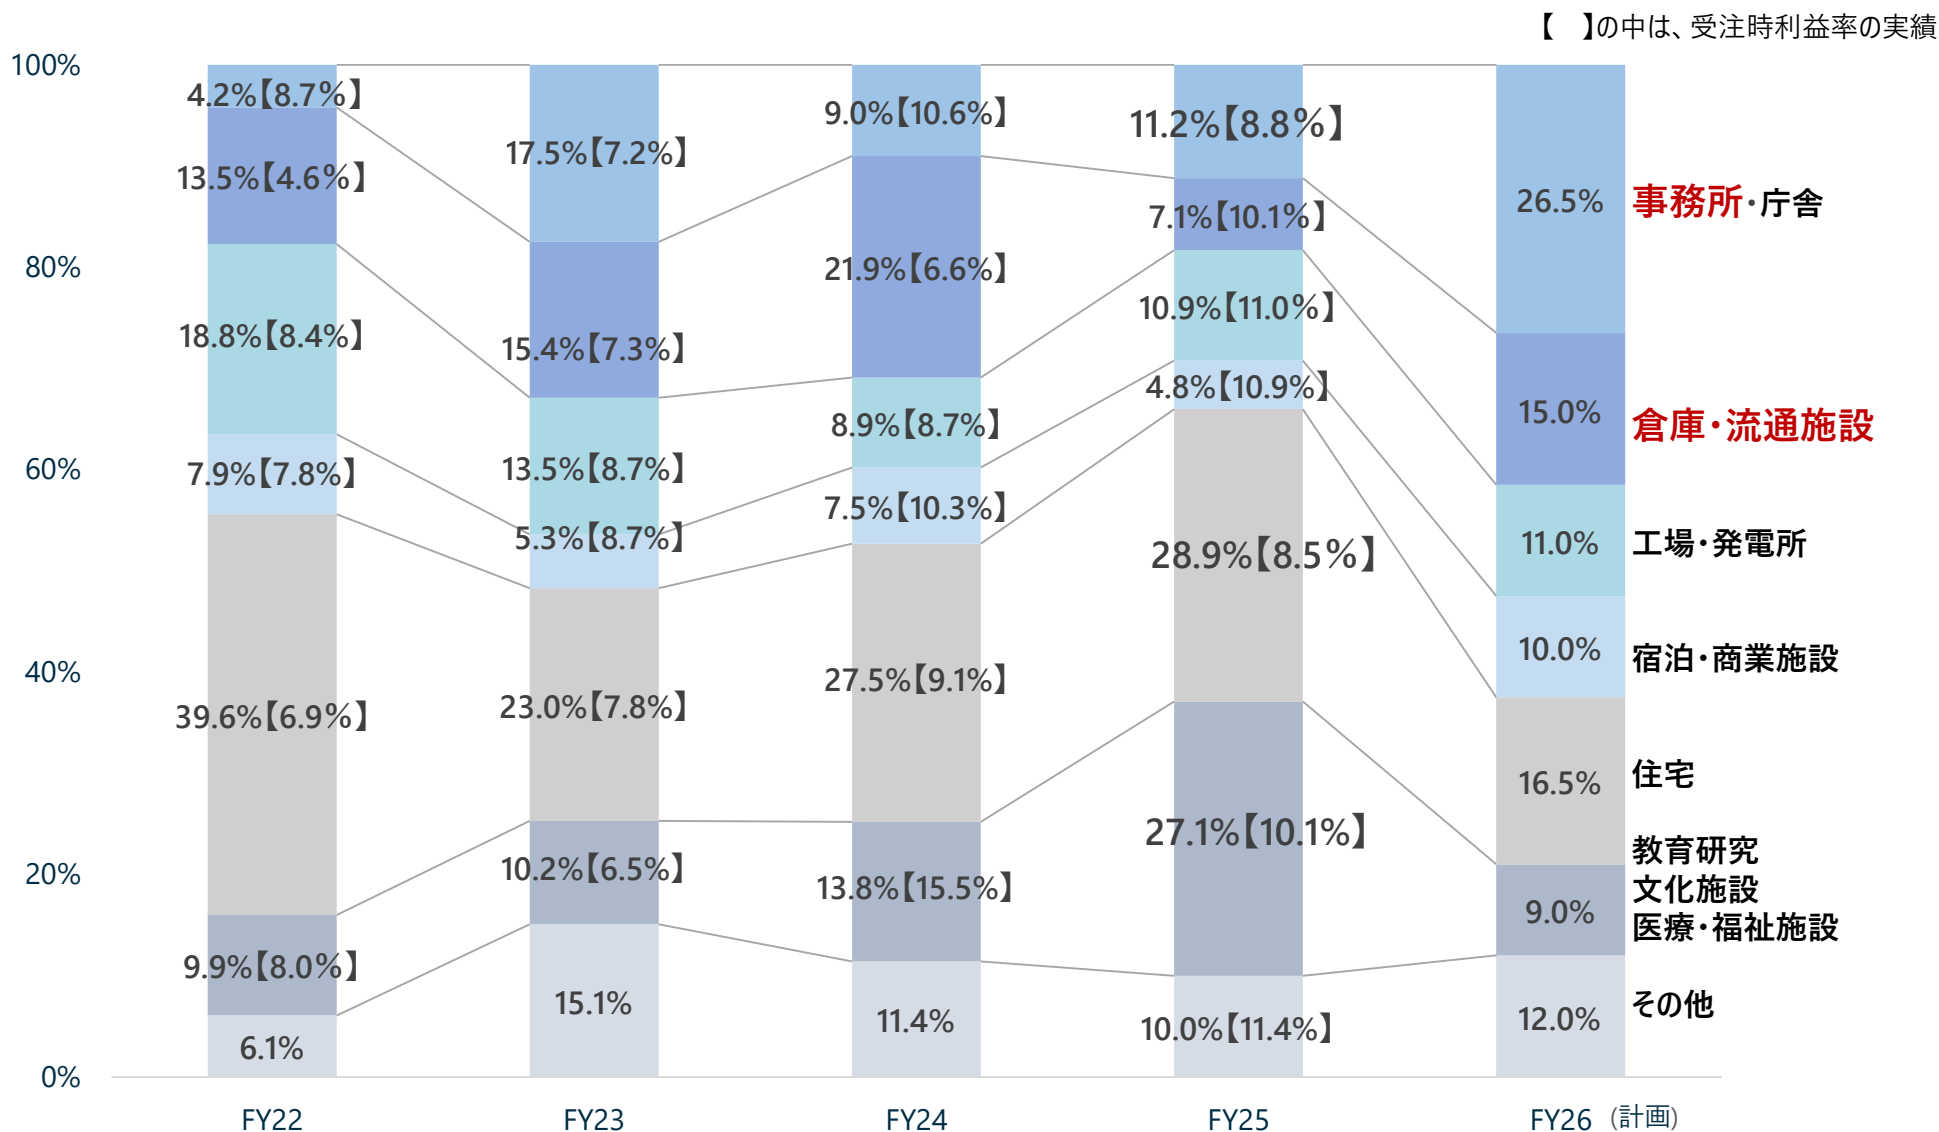 【　】の中は、受注時利益率の実績
100%
80%
60%
40%
20%
0%
4.2%【8.7%】
13.5%【4.6%】
18.8%【8.4%】
7.9%【7.8%】
39.6%【6.9%】
9.9%【8.0%】
6.1%
FY22
17.5%【7.2%】
15.4%【7.3%】
13.5%【8.7%】
5.3%【8.7%】
23.0%【7.8%】
10.2%【6.5%】
15.1%
FY23
9.0%【10.6%】
21.9%【6.6%】
8.9%【8.7%】
7.5%【10.3%】
27.5%【9.1%】
13.8%【15.5%】
11.4%
FY24
11.2%【8.8%】
7.1%【10.1%】
10.9%【11.0%】
4.8%【10.9%】
28.9%【8.5%】
27.1%【10.1%】
10.0%【11.4%】
FY25
26.5%
15.0%
11.0%
10.0%
16.5%
9.0%
12.0%
FY26 (計画)
事務所・庁舎
倉庫・流通施設
工場・発電所
宿泊・商業施設
住宅
教育研究
文化施設
医療・福祉施設
その他